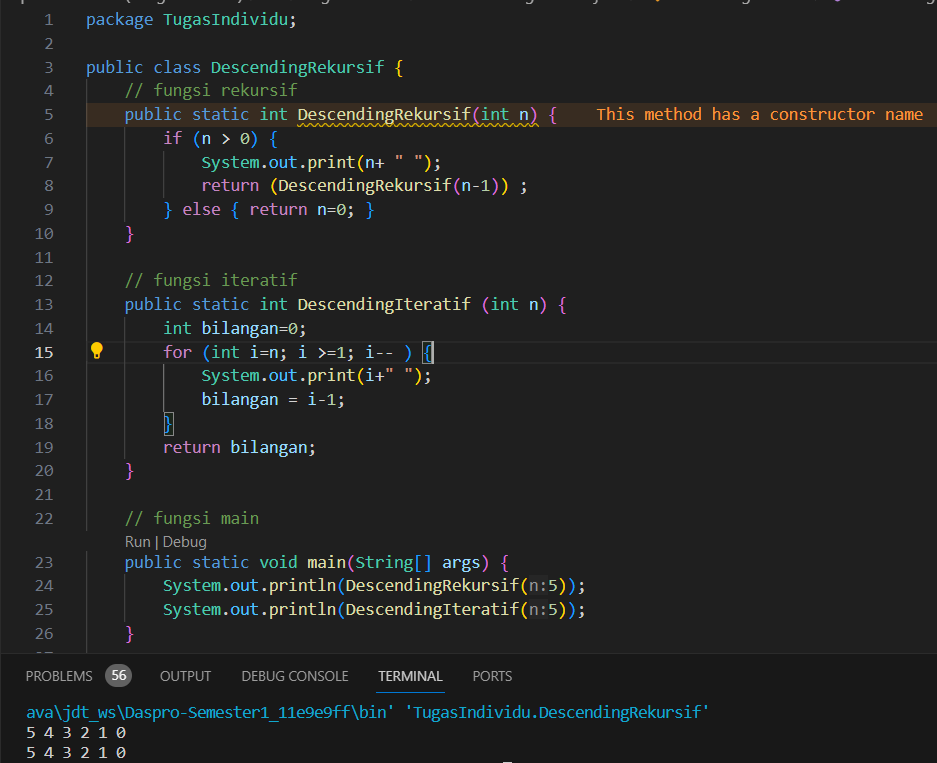 1 package TugasIndividu;
2
3 public class DescendingRekursif {
4 // fungsi rekursif
5 public static int DescendingRekursif(int n) { This method has a constructor name
6 if (n > 0) {
7 System.out.print(n+ " ");
8 return (DescendingRekursif(n-1)) ;
9 } else { return n=0; }
10 }
11
12 // fungsi iteratif
13 public static int DescendingIteratif (int n) {
14 int bilangan=0;
15 for (int i=n; i >=1; i-- ) {
16 System.out.print(i+" ");
17 bilangan = i-1;
18 }
19 return bilangan;
20 }
21
22 // fungsi main
Run | Debug
23 public static void main(String[] args) {
24 System.out.println(DescendingRekursif(n:5));
25 System.out.println(DescendingIteratif(n:5));
26 }
PROBLEMS 56 OUTPUT DEBUG CONSOLE TERMINAL PORTS
ava\jdt_ws\Daspro-Semester1_11e9e9ff\bin' 'TugasIndividu.DescendingRekursif'
5 4 3 2 1 0
5 4 3 2 1 0